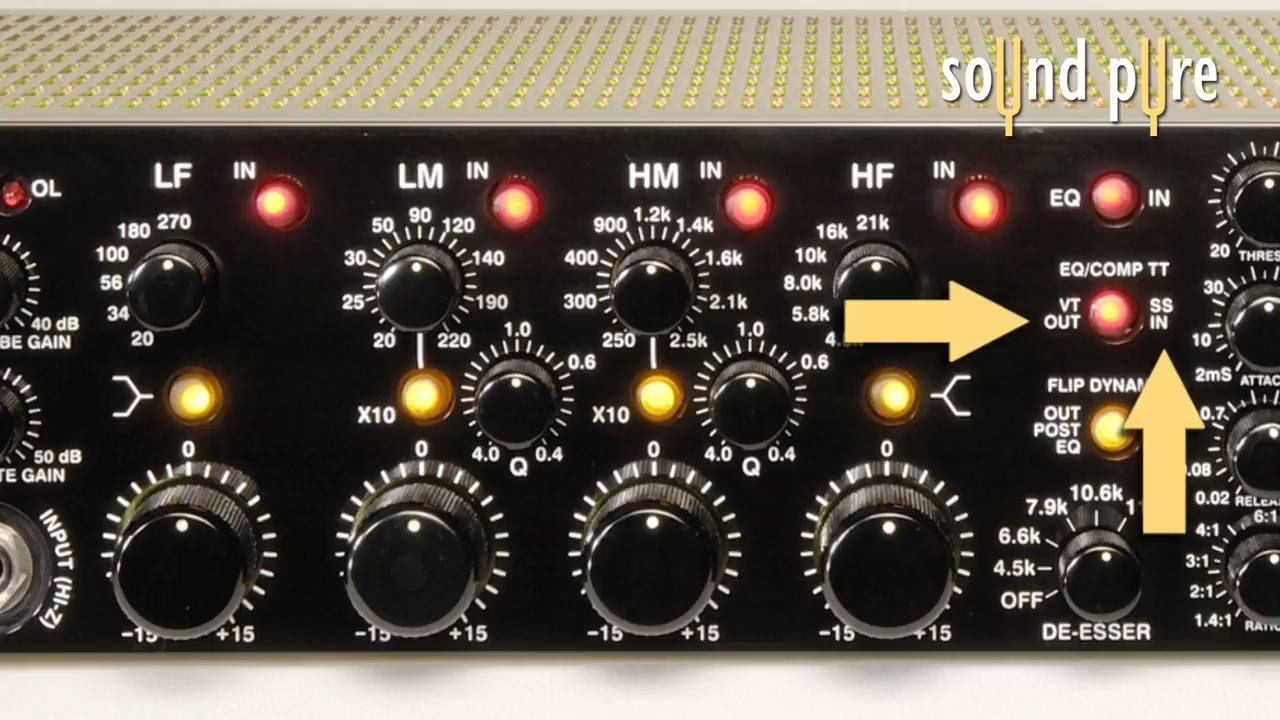 sound pure
OL
LF
IN
LM
IN
HM
IN
HF
IN
EQ
IN
20
34
56
100
180
270
20
25
30
50
90
120
140
190
220
250
300
400
900
1.2k
1.4k
1.6k
2.1k
2.5k
5.8k
8.0k
10k
16k
21k
EQ/COMP TT
VT
OUT
SS
IN
20
30
10
2mS
40 dB
BE GAIN
X10
1.0
0.6
0.4
4.0
Q
X10
1.0
0.6
0.4
4.0
Q
OUT
POST
EQ
0.7
.08
0.02
50 dB
TE GAIN
INPUT (HI-Z)
0
-15
+15
0
-15
+15
0
-15
+15
0
-15
+15
OFF
4.5k
6.6k
7.9k
10.6k
DE-ESSER
6:1
4:1
3:1
2:1
1.4:1